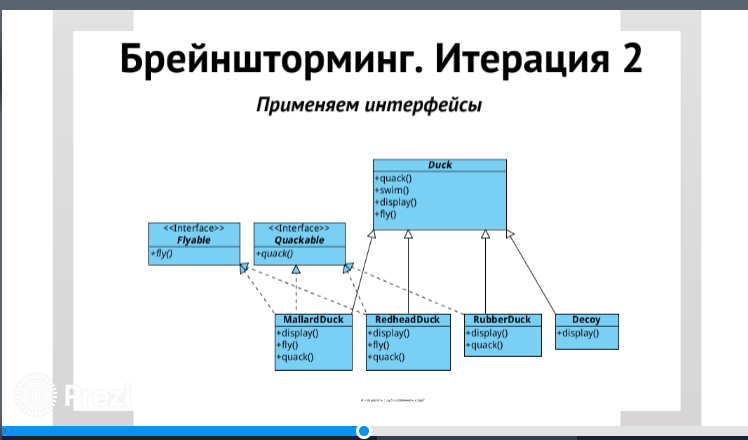 Брейншторминг. Итерация 2
Применяем интерфейсы
Duck
+quack()
+swim()
+display()
+fly()
<<Interface>>
Flyable
+fly()
<<Interface>>
Quackable
+quack()
MallardDuck
+display()
+fly()
+quack()
RedheadDuck
+display()
+fly()
+quack()
RubberDuck
+display()
+quack()
Decoy
+display()
Prezi